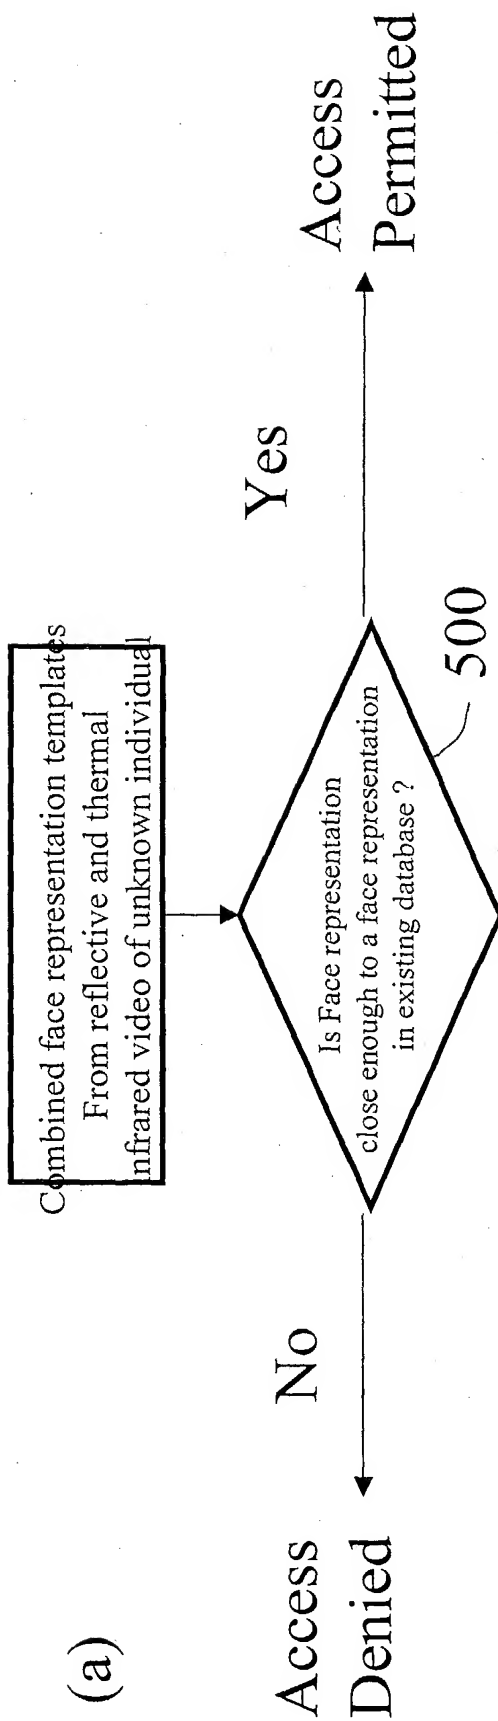 (a)
Combined face representation templates
From reflective and thermal
infrared video of unknown individual
Is Face representation
close enough to a face representation
in existing database ?
500
No
Yes
Access
Denied
Access
Permitted